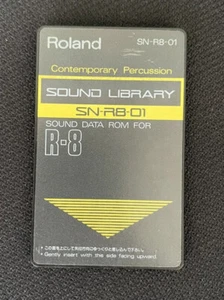 Roland
SN-R8-01
Contemporary Percussion
SOUND LIBRARY
SN-R8-01
SOUND DATA ROM FOR
R-8
• Gently insert with the side facing upward.